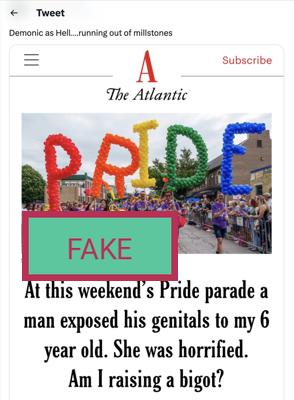 Tweet
Demonic as Hell....running out of millstones
Subscribe
A
The Atlantic
PRIDE
FAKE
At this weekend's Pride parade a
man exposed his genitals to my 6
year old. She was horrified.
Am I raising a bigot?